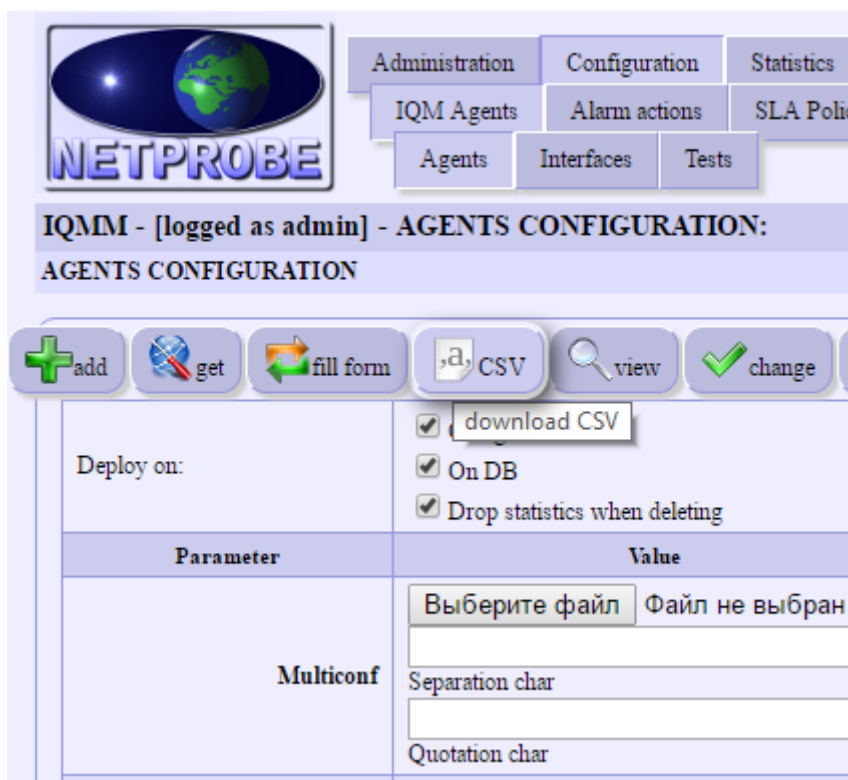 NETPROBE
Administration Configuration Statistics
IQM Agents Alarm actions SLA Polic
Agents Interfaces Tests
IQMM - [logged as admin] - AGENTS CONFIGURATION:
AGENTS CONFIGURATION
add get fill form ,a, CSV view change
download CSV
Deploy on:
On DB
Drop statistics when deleting
Parameter Value
Multiconf
Выберите файл Файл не выбран
Separation char
Quotation char